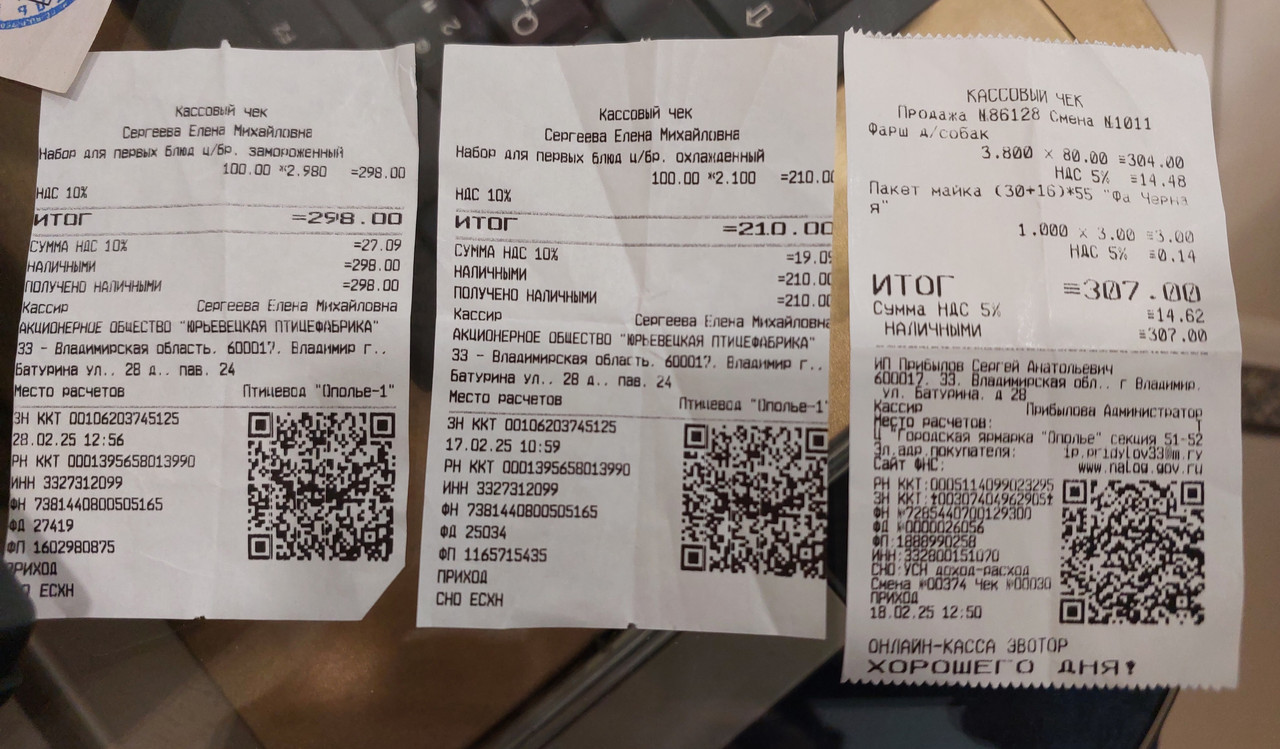 Кассовый чек
Сергеева Елена Михайловна
Набор для первых блюд ц/бр. замороженный
100.00 *2.980 =298.00
НДС 10%
ИТОГ =298.00
СУММА НДС 10% =27.09
НАЛИЧНЫМИ =298.00
ПОЛУЧЕНО НАЛИЧНЫМИ =298.00
Кассир Сергеева Елена Михайловна
АКЦИОНЕРНОЕ ОБЩЕСТВО "ЮРЬЕВЕЦКАЯ ПТИЦЕФАБРИКА"
33 - Владимирская область. 600017. Владимир г..
Батурина ул.. 28 д.. пав. 24
Место расчетов Птицевод "Ополье-1"
ЗН ККТ 00106203745125
28.02.25 12:56
РН ККТ 0001395658013990
ИНН 3327312099
ФН 7381440800505165
ФД 27419
ФП 1602980875
ПРИХОД
СНО ЕСХН
Кассовый чек
Сергеева Елена Михайловна
Набор для первых блюд ц/бр. охлажденный
100.00 *2.100 =210.00
НДС 10%
ИТОГ =210.00
СУММА НДС 10% =19.09
НАЛИЧНЫМИ =210.00
ПОЛУЧЕНО НАЛИЧНЫМИ =210.00
Кассир Сергеева Елена Михайловна
АКЦИОНЕРНОЕ ОБЩЕСТВО "ЮРЬЕВЕЦКАЯ ПТИЦЕФАБРИКА"
33 - Владимирская область. 600017. Владимир г..
Батурина ул.. 28 д.. пав. 24
Место расчетов Птицевод "Ополье-1"
ЗН ККТ 00106203745125
17.02.25 10:59
РН ККТ 0001395658013990
ИНН 3327312099
ФН 7381440800505165
ФД 25034
ФП 1165715435
ПРИХОД
СНО ЕСХН
КАССОВЫЙ ЧЕК
Продажа N.86128 Смена N.1011
Фарш д/собак
3.800 x 80.00 ≡304.00
НДС 5% ≡14.48
Пакет майка (30+16)*55 "Фа Черна
я"
1.000 x 3.00 ≡3.00
НДС 5% ≡0.14
ИТОГ ≡307.00
Сумма НДС 5% ≡14.62
НАЛИЧНЫМИ ≡307.00
ИП Прибылов Сергей Анатольевич
600017. 33. Владимирская обл.. г Владимир.
ул. Батурина. д 28
Кассир Прибылова Администратор
Место расчетов: Т
Ц "Городская ярмарка "Ополье" секция 51-52
Эл.адр.покупателя: ip.pridylov33@m.ry
Сайт ФНС: www.nalog.gov.ru
РН ККТ:0005114099023295
ЗН ККТ:
ФН №7285440700129300
ФД №0000026056
ФП:1888990258
ИНН:332800151070
СНО:УСН доход-расход
Смена №00374 Чек №00030
ПРИХОД
18.02.25 12:50
ОНЛАЙН-КАССА ЭВОТОР
ХОРОШЕГО ДНЯ!